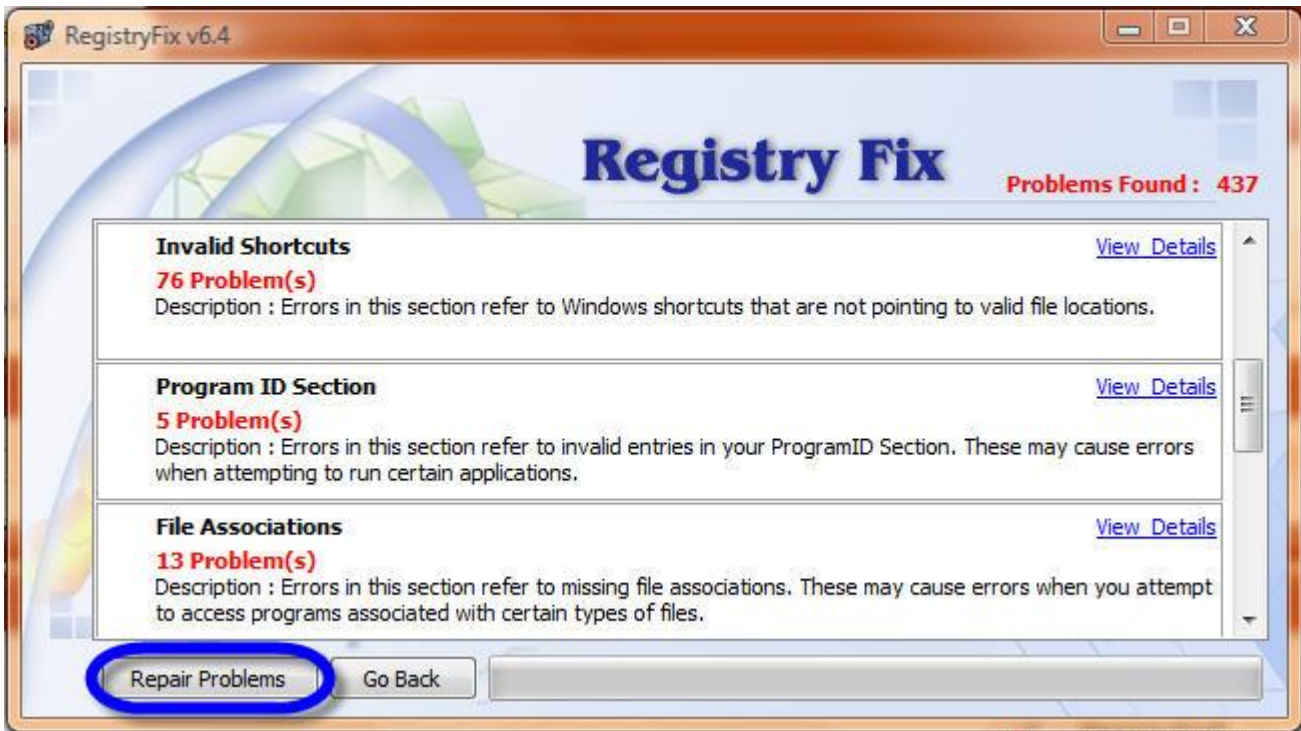 RegistryFix v6.4
Registry Fix
Problems Found : 437
Invalid Shortcuts
View Details
76 Problem(s)
Description : Errors in this section refer to Windows shortcuts that are not pointing to valid file locations.
Program ID Section
View Details
5 Problem(s)
Description : Errors in this section refer to invalid entries in your ProgramID Section. These may cause errors
when attempting to run certain applications.
File Associations
View Details
13 Problem(s)
Description : Errors in this section refer to missing file associations. These may cause errors when you attempt
to access programs associated with certain types of files.
Repair Problems
Go Back